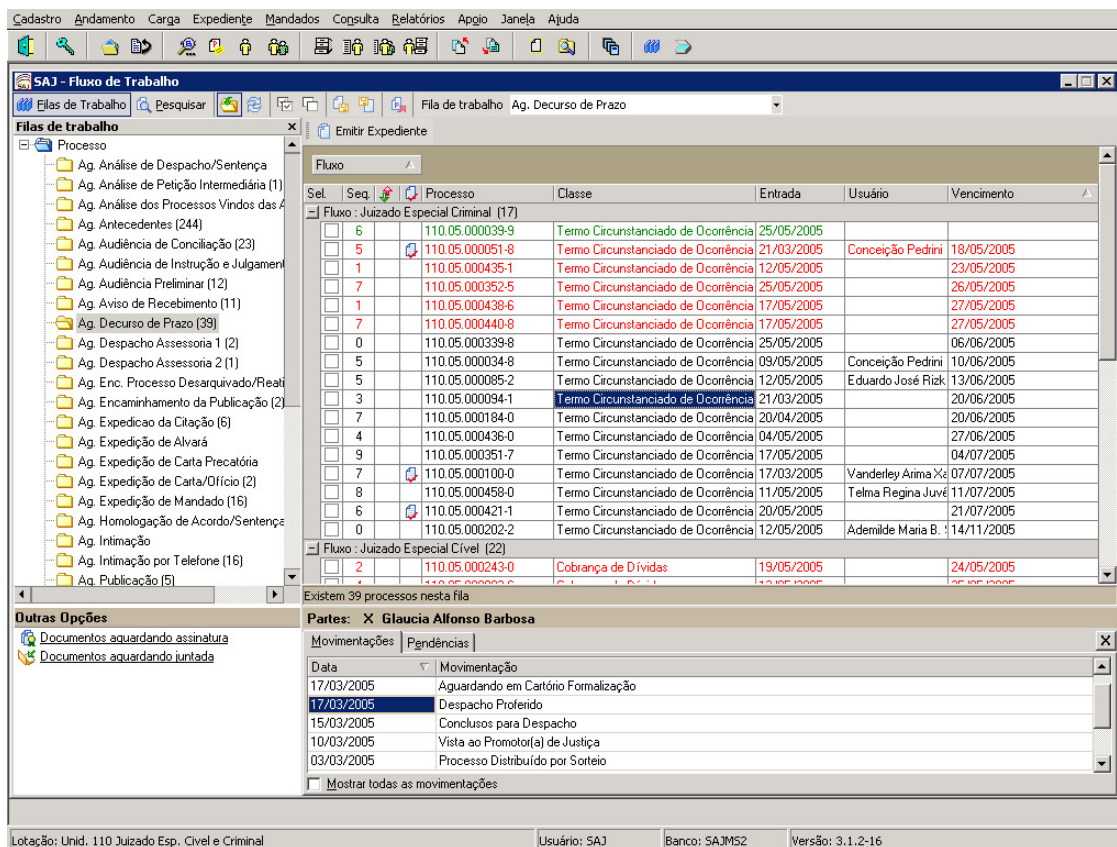 Cadastro Andamento Carga Expediente Mandados Consulta Relatórios Apoio Janela Ajuda
SAJ - Fluxo de Trabalho
Filas de Trabalho Pesquisar Fila de trabalho Ag. Decurso de Prazo
Filas de trabalho
Processo
Ag. Análise de Despacho/Sentença
Ag. Análise de Petição Intermediária (1)
Ag. Análise dos Processos Vindos das
Ag. Antecedentes (244)
Ag. Audiência de Conciliação (23)
Ag. Audiência de Instrução e Julgamen
Ag. Audiência Preliminar (12)
Ag. Aviso de Recebimento (11)
Ag. Decurso de Prazo (39)
Ag. Despacho Assessoria 1 (2)
Ag. Despacho Assessoria 2 (1)
Ag. Enc. Processo Desarquivado/Reati
Ag. Encaminhamento da Publicação (2)
Ag. Expedicao da Citação (6)
Ag. Expedição de Alvará
Ag. Expedição de Carta Precatória
Ag. Expedição de Carta/Ofício (2)
Ag. Expedição de Mandado (16)
Ag. Homologação de Acordo/Sentença
Ag. Intimação
Ag. Intimação por Telefone (16)
Ag. Publicação (5)
Outras Opções
Documentos aguardando assinatura
Documentos aguardando juntada
Emitir Expediente
Fluxo
Sel. Seq. Processo Classe Entrada Usuário Vencimento
Fluxo : Juizado Especial Criminal (17)
6 110.05.000039-9 Termo Circunstanciado de Ocorrência 25/05/2005
5 110.05.000051-8 Termo Circunstanciado de Ocorrência 21/03/2005 Conceição Pedrini 18/05/2005
1 110.05.000435-1 Termo Circunstanciado de Ocorrência 12/05/2005 23/05/2005
7 110.05.000352-5 Termo Circunstanciado de Ocorrência 25/05/2005 26/05/2005
1 110.05.000438-6 Termo Circunstanciado de Ocorrência 17/05/2005 27/05/2005
7 110.05.000440-8 Termo Circunstanciado de Ocorrência 17/05/2005 27/05/2005
0 110.05.000339-8 Termo Circunstanciado de Ocorrência 25/05/2005 06/06/2005
5 110.05.000034-8 Termo Circunstanciado de Ocorrência 09/05/2005 Conceição Pedrini 10/06/2005
5 110.05.000085-2 Termo Circunstanciado de Ocorrência 12/05/2005 Eduardo José Rizk 13/06/2005
3 110.05.000094-1 Termo Circunstanciado de Ocorrência 21/03/2005 20/06/2005
7 110.05.000184-0 Termo Circunstanciado de Ocorrência 20/04/2005 20/06/2005
4 110.05.000436-0 Termo Circunstanciado de Ocorrência 04/05/2005 27/06/2005
9 110.05.000351-7 Termo Circunstanciado de Ocorrência 17/05/2005 04/07/2005
7 110.05.000100-0 Termo Circunstanciado de Ocorrência 17/03/2005 Vanderley Arima Xa 07/07/2005
8 110.05.000458-0 Termo Circunstanciado de Ocorrência 11/05/2005 Telma Regina Juvê 11/07/2005
6 110.05.000421-1 Termo Circunstanciado de Ocorrência 20/05/2005 21/07/2005
0 110.05.000202-2 Termo Circunstanciado de Ocorrência 12/05/2005 Ademilde Maria B. 14/11/2005
Fluxo : Juizado Especial Cível (22)
2 110.05.000243-0 Cobrança de Dívidas 19/05/2005 24/05/2005
Existem 39 processos nesta fila
Partes: X Glaucia Alfonso Barbosa
Movimentações Pendências
Data Movimentação
17/03/2005 Aguardando em Cartório Formalização
17/03/2005 Despacho Proferido
15/03/2005 Conclusos para Despacho
10/03/2005 Vista ao Promotor(a) de Justiça
03/03/2005 Processo Distribuído por Sorteio
Mostrar todas as movimentações
Lotação: Unid. 110 Juizado Esp. Civel e Criminal Usuário: SAJ Banco: SAJMS2 Versão: 3.1.2-16